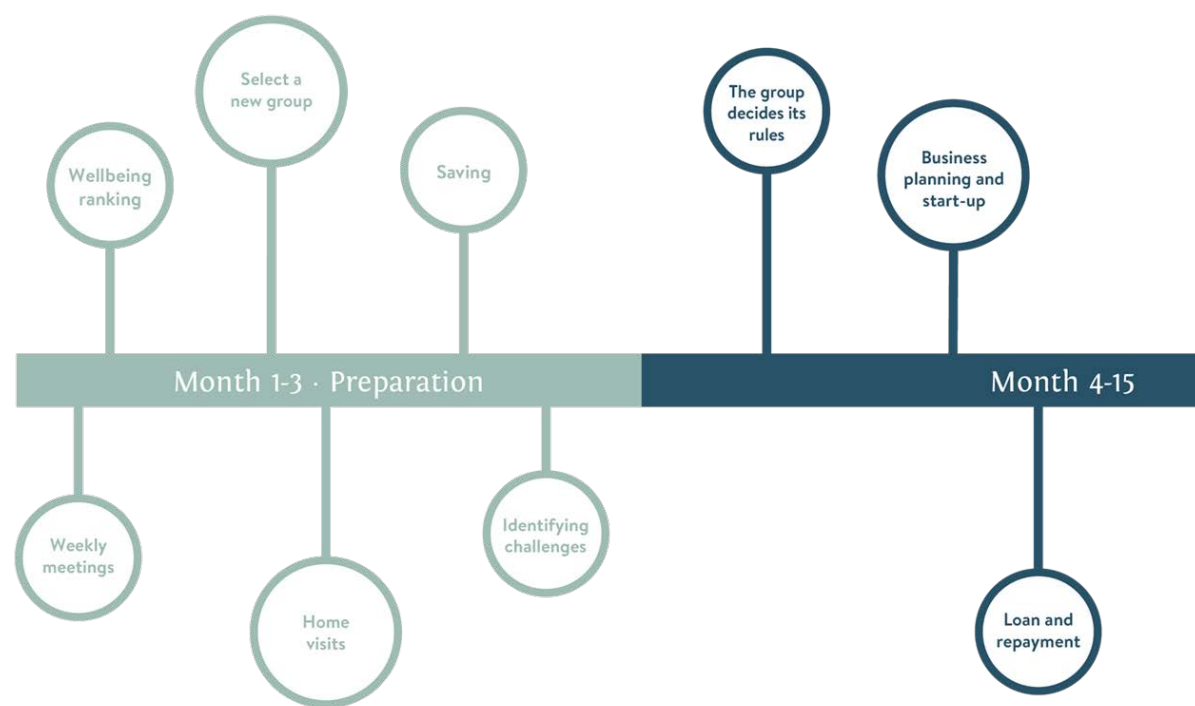 Select a
new group
The group
decides its
rules
Wellbeing
ranking
Saving
Business
planning and
start-up
Month 1-3 · Preparation
Month 4-15
Weekly
meetings
Identifying
challenges
Home
visits
Loan and
repayment